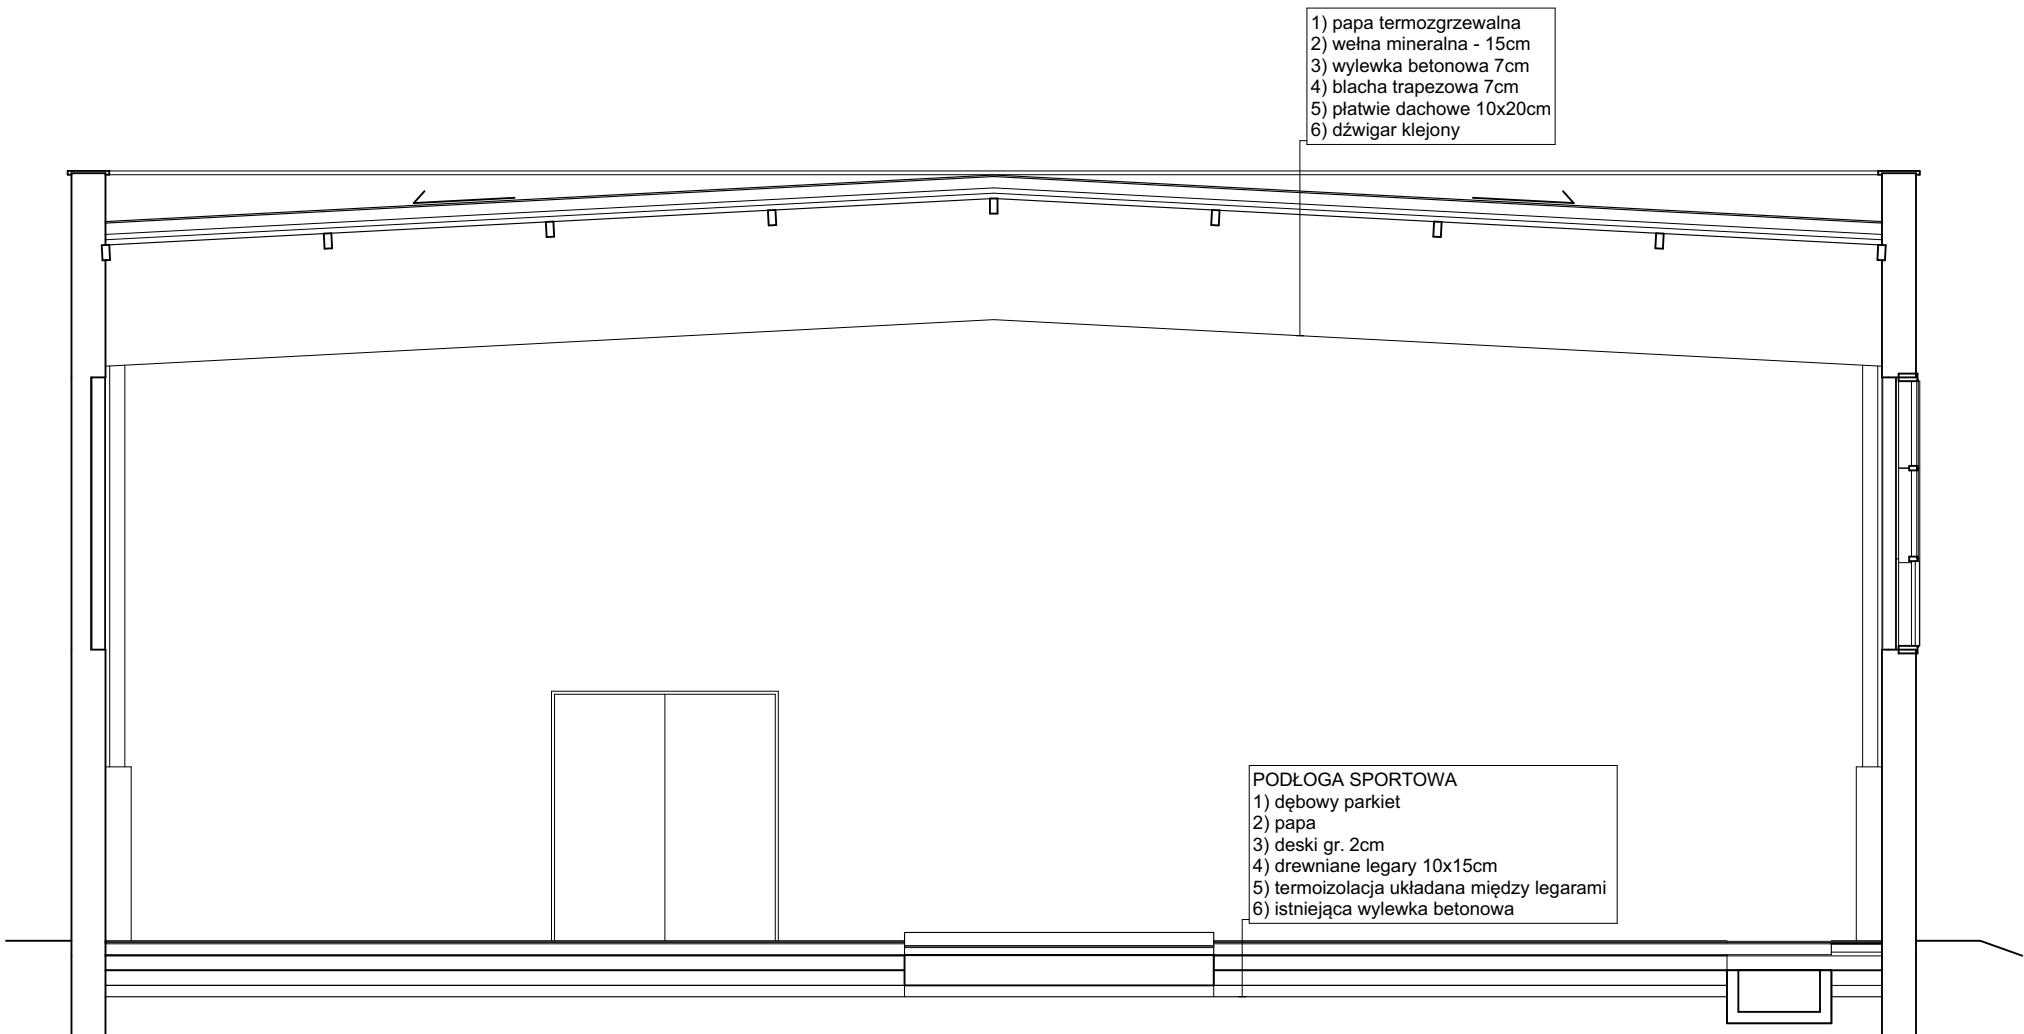 1) papa termozgrzewalna
2) wełna mineralna - 15cm
3) wylewka betonowa 7cm
4) blacha trapezowa 7cm
5) płatwie dachowe 10x20cm
6) dźwigar klejony
PODŁOGA SPORTOWA
1) dębowy parkiet
2) papa
3) deski gr. 2cm
4) drewniane legary 10x15cm
5) termoizolacja układana między legarami
6) istniejąca wylewka betonowa